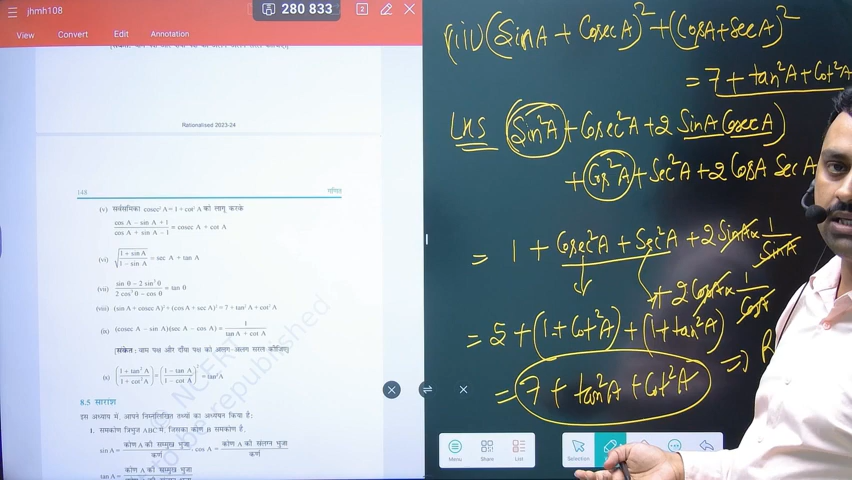 jhmh108
280 833
2
View Convert Edit Annotation
Rationalised 2023-24
148 गणित
(v) सर्वसमिका cosec² A = 1 + cot² A को लागू करके
cos A – sin A + 1 / cos A + sin A – 1 = cosec A + cot A
(vi) √(1 + sin A / 1 – sin A) = sec A + tan A
(vii) sin θ – 2 sin³ θ / 2 cos³ θ – cos θ = tan θ
(viii) (sin A + cosec A)² + (cos A + sec A)² = 7 + tan² A + cot² A
(ix) (cosec A – sin A)(sec A – cos A) = 1 / tan A + cot A
[संकेत: वाम पक्ष और दाँया पक्ष को अलग-अलग सरल कीजिए]
(x) (1 + tan² A / 1 + cot² A) = (1 – tan A / 1 – cot A)² = tan² A
8.5 सारांश
इस अध्याय में, आपने निम्नलिखित तथ्यों का अध्ययन किया है:
1. समकोण त्रिभुज ABC में, जिसका कोण B समकोण है,
sin A = कोण A की सम्मुख भुजा / कर्ण, cos A = कोण A की संलग्न भुजा / कर्ण
tan A = कोण A की सम्मुख भुजा
© NCERT
not to be republished
(viii) (SinA + CosecA)² + (CosA + SecA)²
= 7 + tan²A + Cot²A
LHS Sin²A + Cosec²A + 2 SinA CosecA
+ Cos²A + Sec²A + 2 CosA SecA
= 1 + Cosec²A + Sec²A + 2 SinA × 1/SinA
+ 2 CosA × 1/CosA
= 5 + (1 + Cot²A) + (1 + tan²A)
= 7 + tan²A + Cot²A ⇒ R
Menu Share List Selection